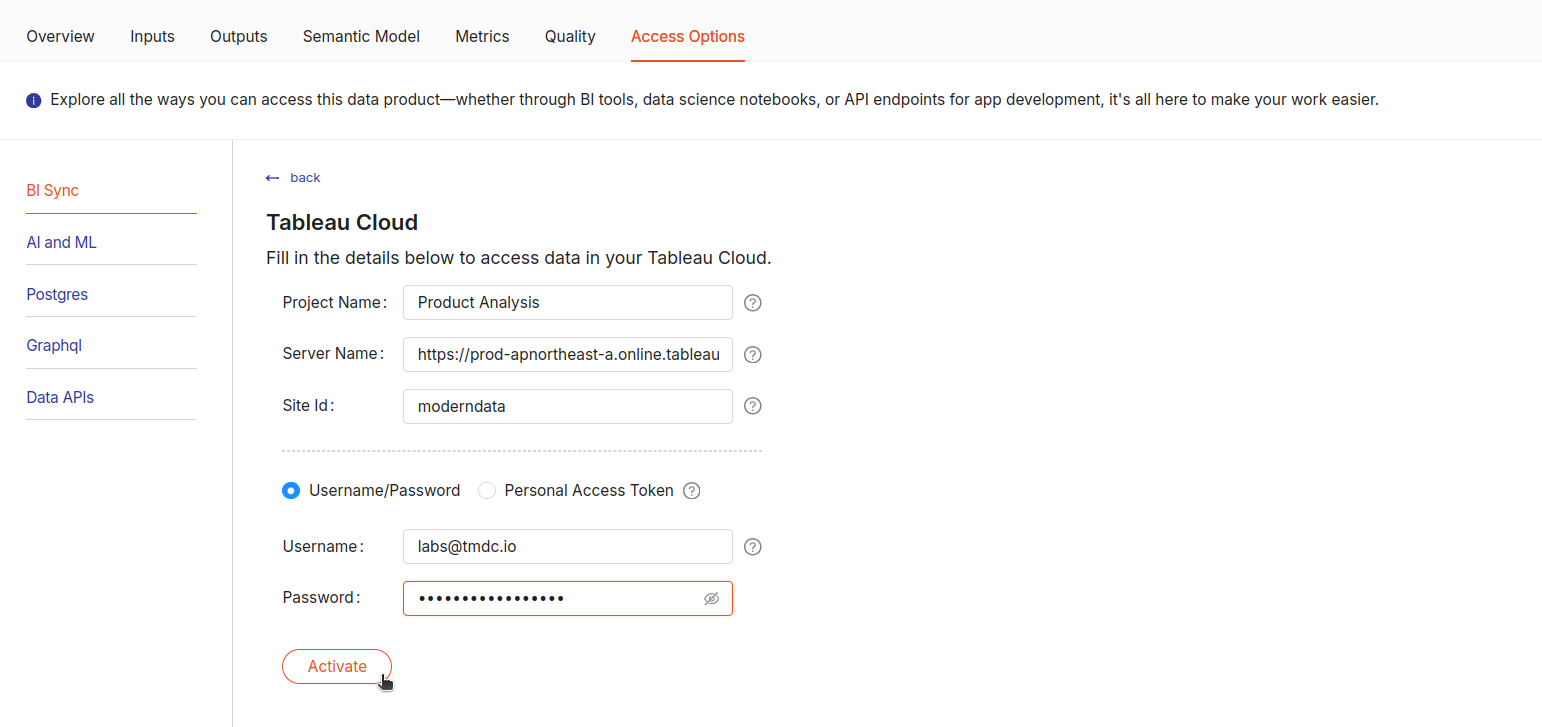 Overview Inputs Outputs Semantic Model Metrics Quality Access Options
Explore all the ways you can access this data product—whether through BI tools, data science notebooks, or API endpoints for app development, it's all here to make your work easier.
BI Sync
AI and ML
Postgres
Graphql
Data APIs
← back
Tableau Cloud
Fill in the details below to access data in your Tableau Cloud.
Project Name: Product Analysis
Server Name: https://prod-apnortheast-a.online.tableau
Site Id: moderndata
Username/Password Personal Access Token
Username: labs@tmdc.io
Password: •••••••••••••••••
Activate